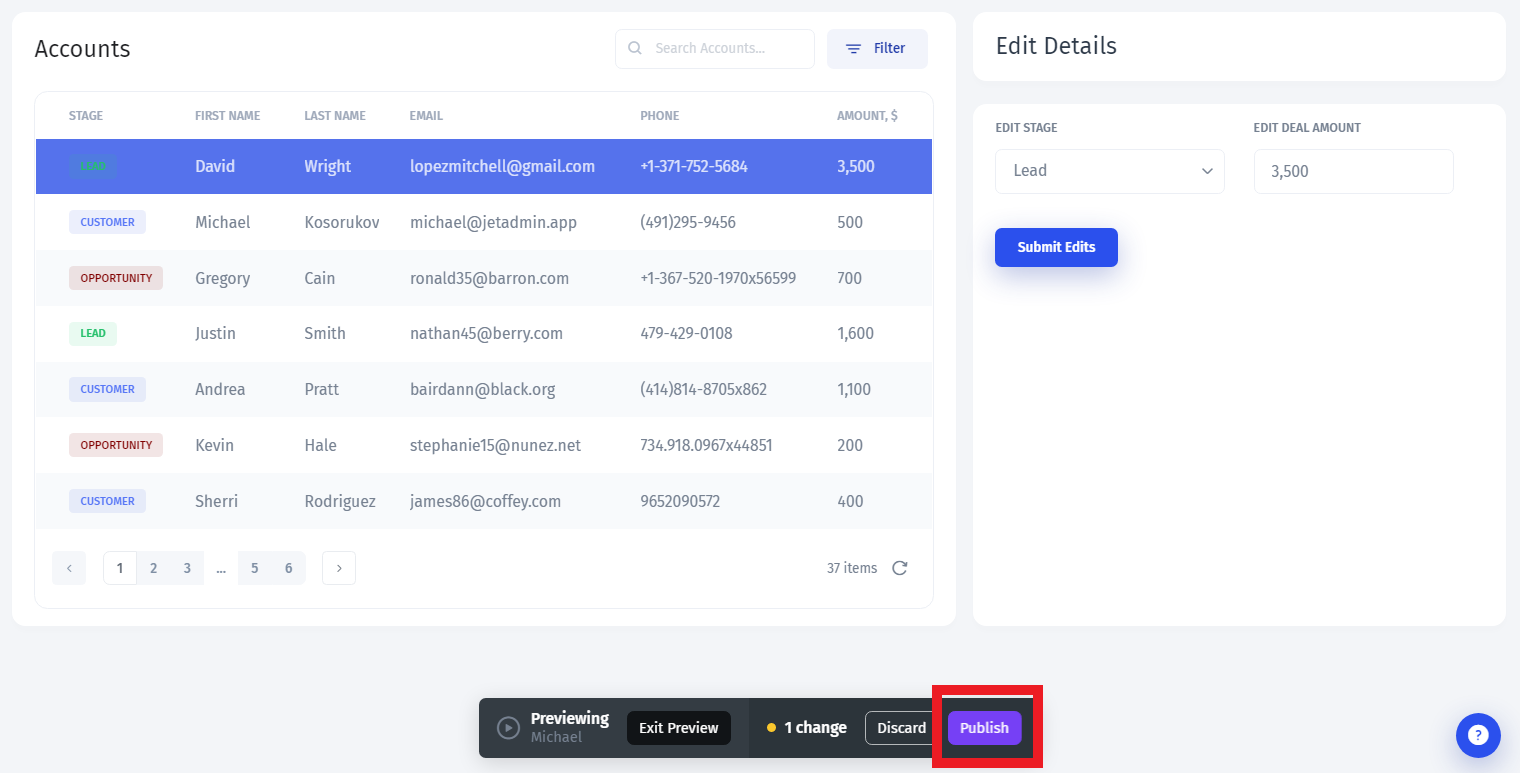 Accounts
Search Accounts...
Filter
STAGE FIRST NAME LAST NAME EMAIL PHONE AMOUNT, $
LEAD David Wright lopezmitchell@gmail.com +1-371-752-5684 3,500
CUSTOMER Michael Kosorukov michael@jetadmin.app (491)295-9456 500
OPPORTUNITY Gregory Cain ronald35@barron.com +1-367-520-1970x56599 700
LEAD Justin Smith nathan45@berry.com 479-429-0108 1,600
CUSTOMER Andrea Pratt bairdann@black.org (414)814-8705x862 1,100
OPPORTUNITY Kevin Hale stephanie15@nunez.net 734.918.0967x44851 200
CUSTOMER Sherri Rodriguez james86@coffey.com 9652090572 400
1 2 3 ... 5 6
37 items
Edit Details
EDIT STAGE EDIT DEAL AMOUNT
Lead 3,500
Submit Edits
Previewing
Michael
Exit Preview
1 change
Discard
Publish
?